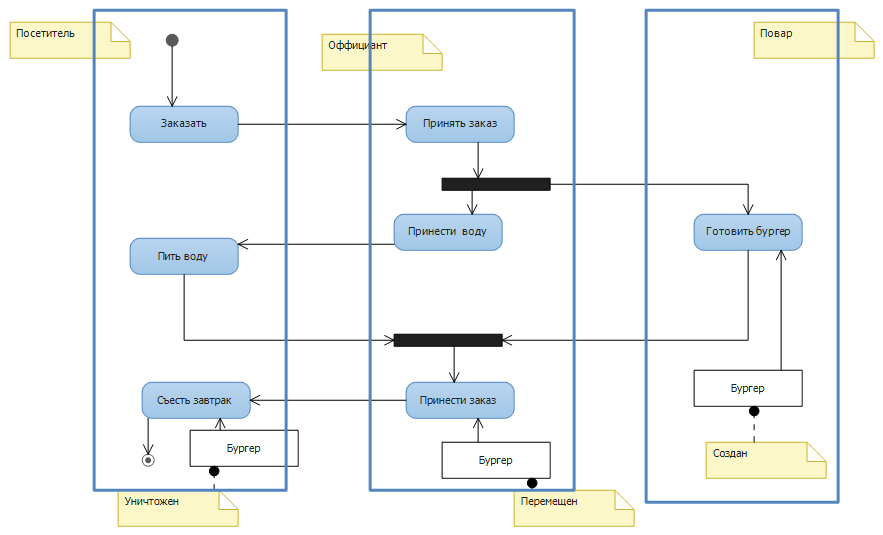 Посетитель
Оффициант
Повар
Заказать
Принять заказ
Принести  воду
Готовить бургер
Пить воду
Съесть завтрак
Принести заказ
Бургер
Бургер
Бургер
Создан
Уничтожен
Перемещен